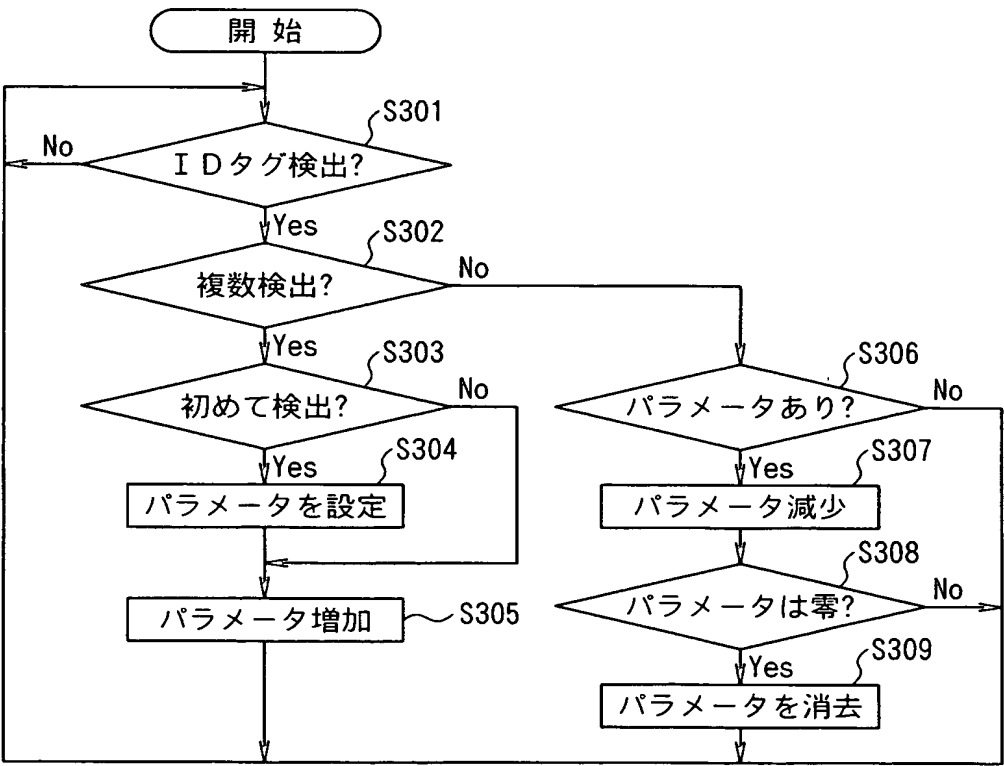 開 始
S301
No
ＩＤタグ検出?
Yes
S302
複数検出?
No
Yes
S303
初めて検出?
No
Yes
S304
パラメータを設定
パラメータ増加
S305
S306
パラメータあり?
No
Yes
S307
パラメータ減少
S308
パラメータは零?
No
Yes
S309
パラメータを消去